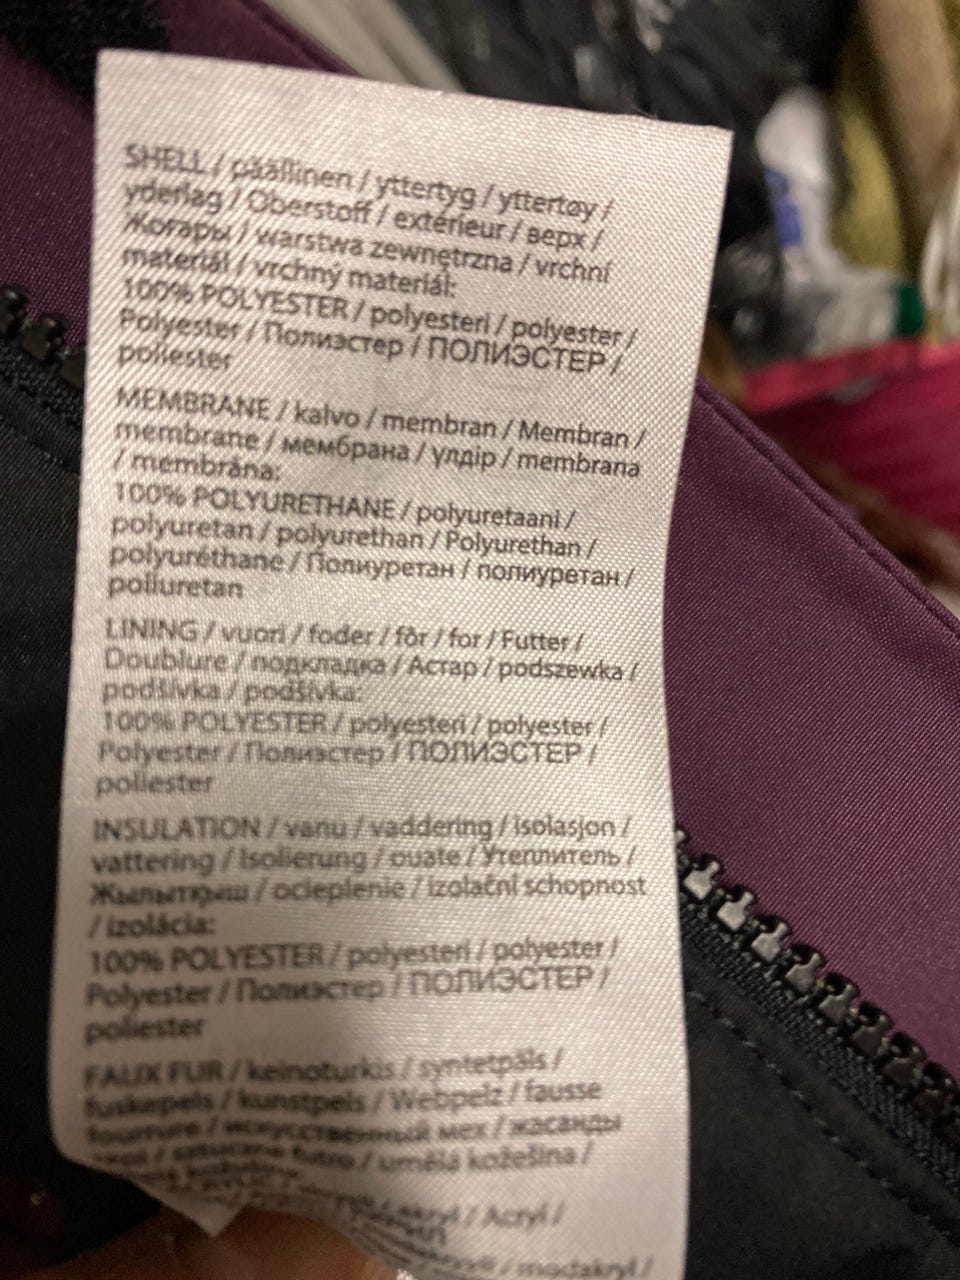 SHELL / päällinen / yttertyg / yttertøy /
yderlag / Oberstoff / extérieur / верх /
Жоғары / warstwa zewnętrzna / vrchní
materiál / vrchný materiál:
100% POLYESTER / polyesteri / polyester /
Polyester / Полиэстер / ПОЛИЭСТЕР /
poliester
MEMBRANE / kalvo / membran / Membran /
membrane / мембрана / үлдір / membrana
/ membrána:
100% POLYURETHANE / polyuretaani /
polyuretan / polyurethan / Polyurethan /
polyuréthane / Полиуретан / полиуретан /
poliuretan
LINING / vuori / foder / fôr / for / Futter /
Doublure / подкладка / Астар / podszewka /
podšívka / podšívka:
100% POLYESTER / polyesteri / polyester /
Polyester / Полиэстер / ПОЛИЭСТЕР /
poliester
INSULATION / vanu / vaddering / isolasjon /
vattering / Isolierung / ouate / Утеплитель /
Жылытқыш / ocieplenie / izolační schopnost
/ izolácia:
100% POLYESTER / polyesteri / polyester /
Polyester / Полиэстер / ПОЛИЭСТЕР /
poliester
FAUX FUR / keinoturkis / syntetpäls /
fuskepels / kunstpels / Webpelz / fausse
fourrure / искусственный мех / жасанды
/ sztuczne futro / umělá kožešina /
akryl / Acryl /
/ modakryl /